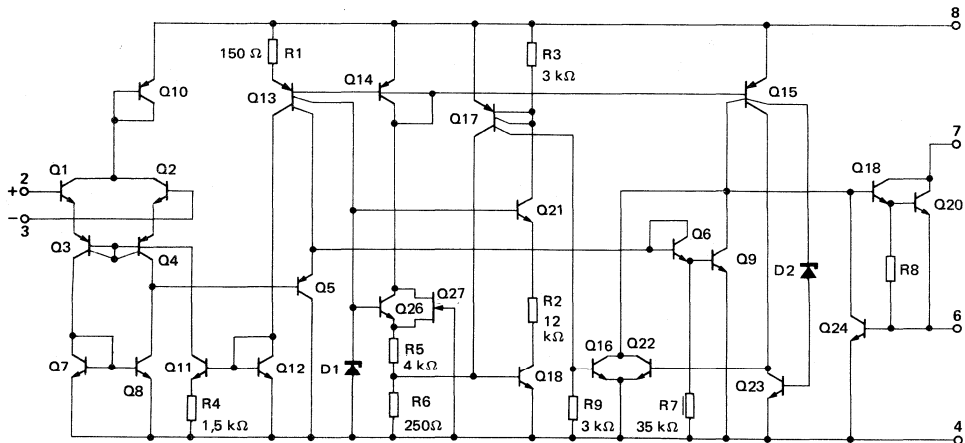 8
150 Ω R1
R3
3 kΩ
Q10
Q13
Q14
Q17
Q15
7
Q1
Q2
Q18
Q20
2
+
-
3
Q21
Q3
Q4
Q6
Q9
D2
R8
Q5
Q26
Q27
R2
12
kΩ
6
Q24
Q7
Q8
Q11
Q12
D1
R5
4 kΩ
Q18
Q16
Q22
Q23
R4
1,5 kΩ
R6
250Ω
R9
3 kΩ
R7
35 kΩ
4